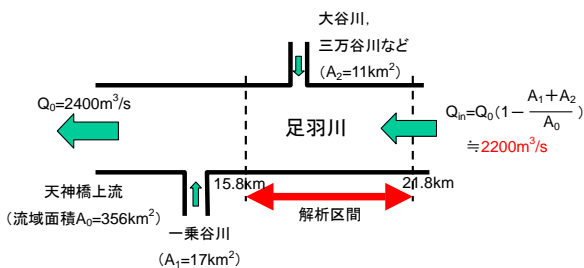 大谷川,
三万谷川など
(A₂=11km²)
Q₀=2400m³/s
Qin=Q₀(1-(A₁+A₂)/A₀)
≒2200m³/s
足羽川
15.8km
21.8km
天神橋上流
(流域面積A₀=356km²)
解析区間
一乗谷川
(A₁=17km²)